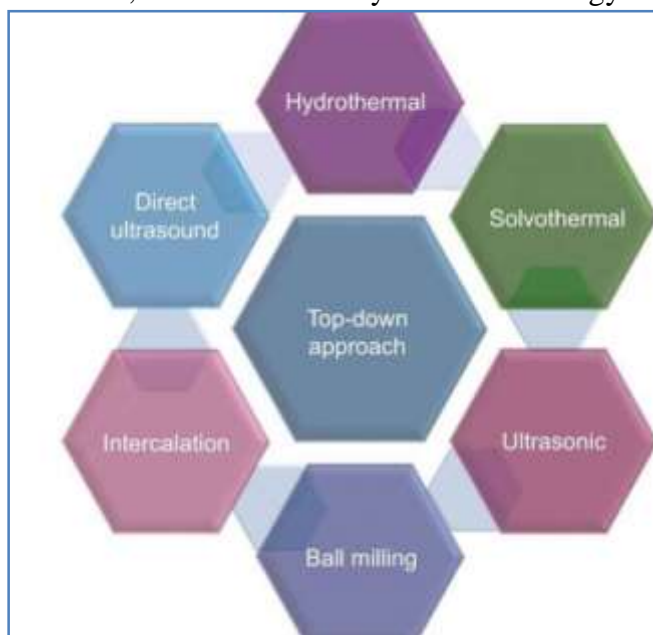 Hydrothermal
Direct
ultrasound
Solvothermal
Top-down
approach
Intercalation
Ultrasonic
Ball milling